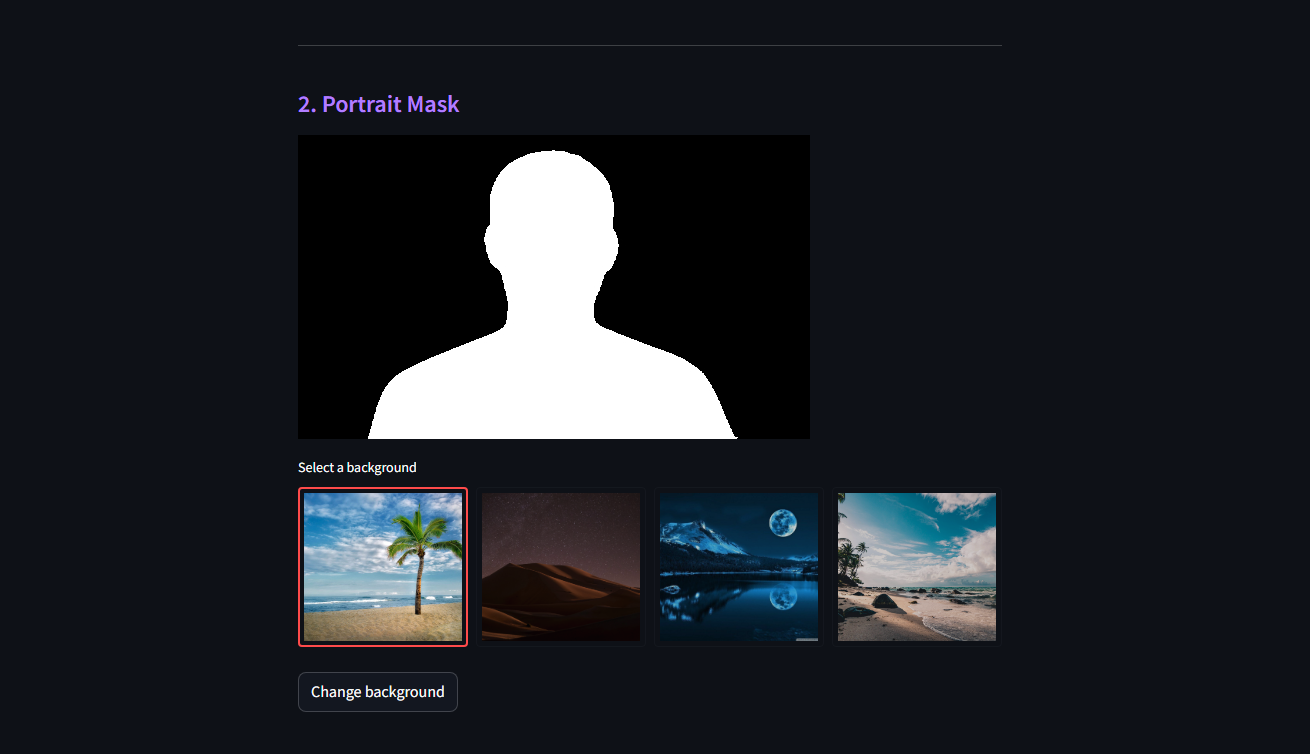 2. Portrait Mask
Select a background
Change background